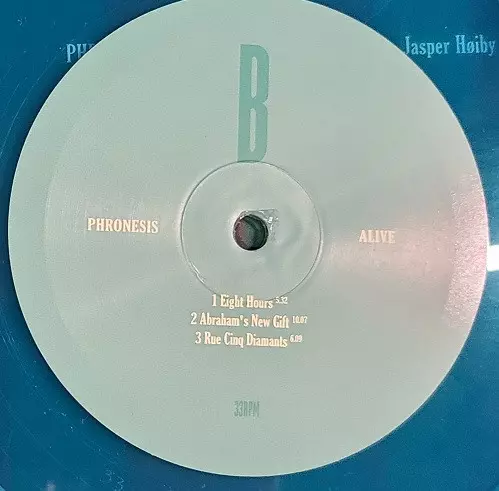 Jasper Høiby
B
PHRONESIS
ALIVE
1 Eight Hours 5.32
2 Abraham's New Gift 10.07
3 Rue Cinq Diamants 6.09
33RPM